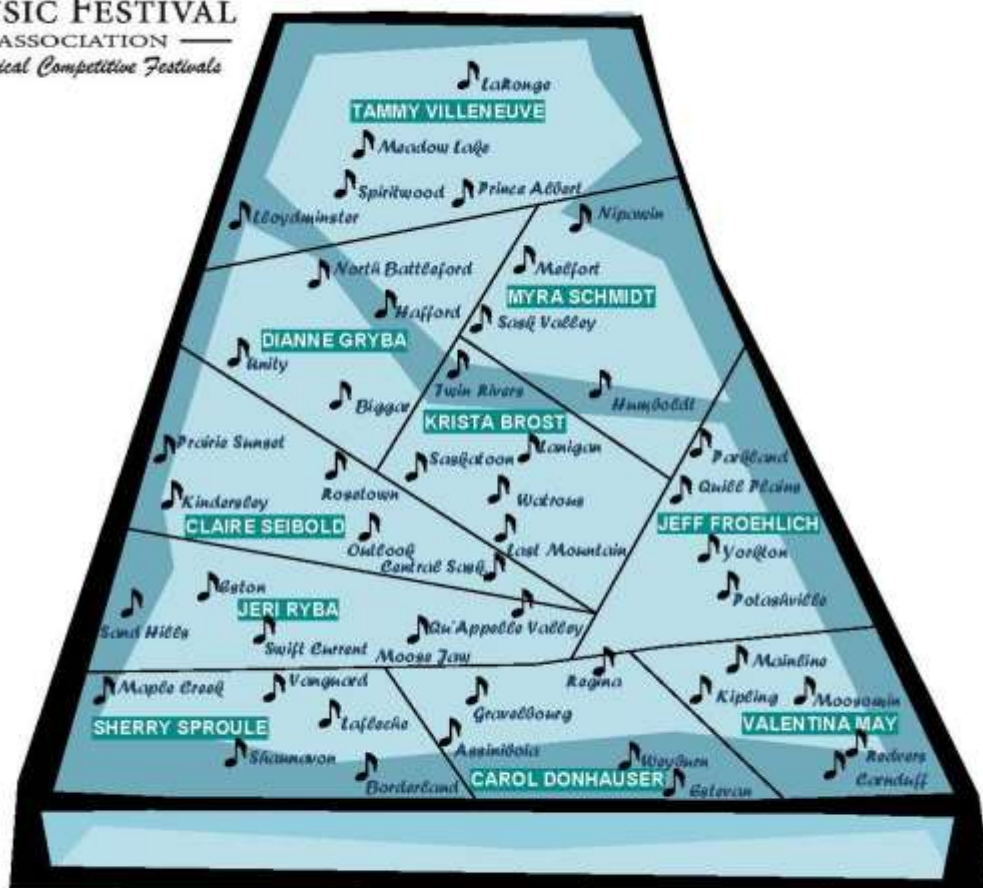 USIC FESTIVAL
ASSOCIATION
ical Competitive Festivals
LaRonge
TAMMY VILLENEUVE
Meadow Lake
Spiritwood
Prince Albert
Lloydminster
Nipawin
North Battleford
Melfort
MYRA SCHMIDT
Hafford
Sask Valley
DIANNE GRYBA
Unity
Twin Rivers
Biggar
Humboldt
KRISTA BROST
Prairie Sunset
Saskatoon
Lanigan
Parkland
Rosetown
Quill Plains
Kindersley
Watrous
CLAIRE SEIBOLD
JEFF FROEHLICH
Outlook
Last Mountain
Yorkton
Central Sask
Eston
Potashville
JERI RYBA
Sand Hills
Qu'Appelle Valley
Swift Current
Moose Jaw
Mainline
Regina
Maple Creek
Vanguard
Kipling
Moosomin
Gravelbourg
Lafleche
SHERRY SPROULE
VALENTINA MAY
Assiniboia
Shaunavon
Redvers
Weyburn
CAROL DONHAUSER
Carnduff
Borderland
Estevan